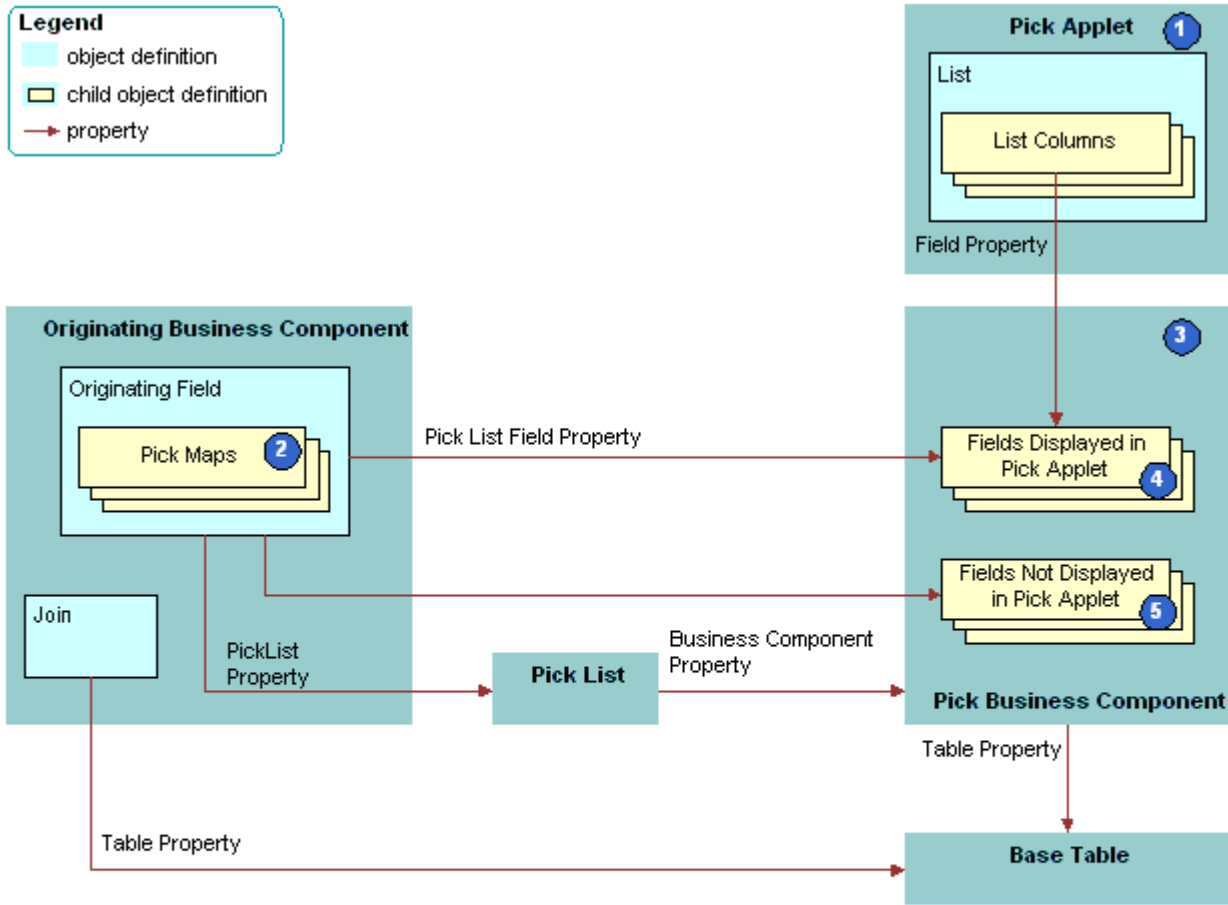 Legend
object definition
child object definition
property
Pick Applet
1
List
List Columns
Field Property
Originating Business Component
3
Originating Field
Pick Maps
2
Pick List Field Property
Fields Displayed in
Pick Applet
4
Fields Not Displayed
in Pick Applet
5
Join
PickList
Property
Pick List
Business Component
Property
Pick Business Component
Table Property
Table Property
Base Table